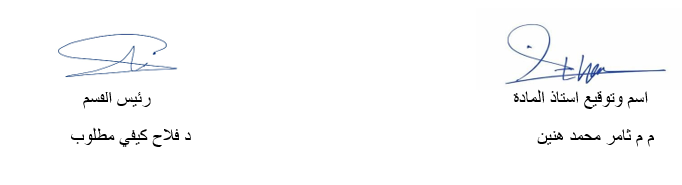 اسم وتوقيع استاذ المادة
رئيس القسم
م م ثامر محمد هنين
د فلاح كيفي مطلوب